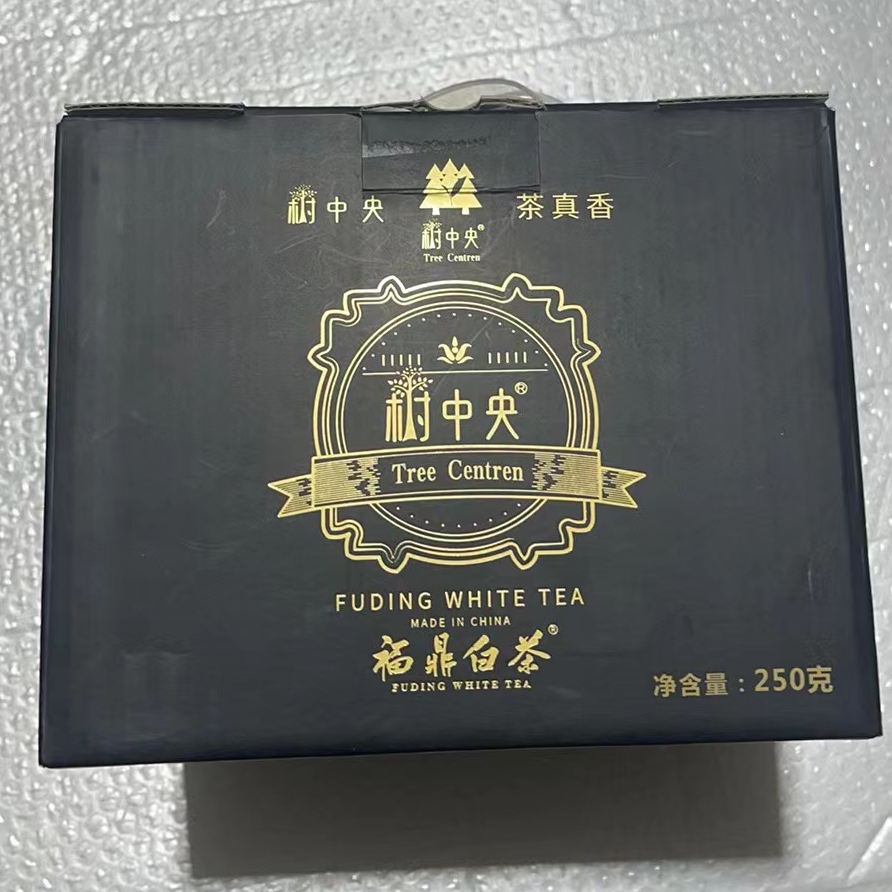 树中央 茶真香
树中央®
Tree Centren
树中央®
Tree Centren
FUDING WHITE TEA
MADE IN CHINA
福鼎白茶®
FUDING WHITE TEA
净含量：250克